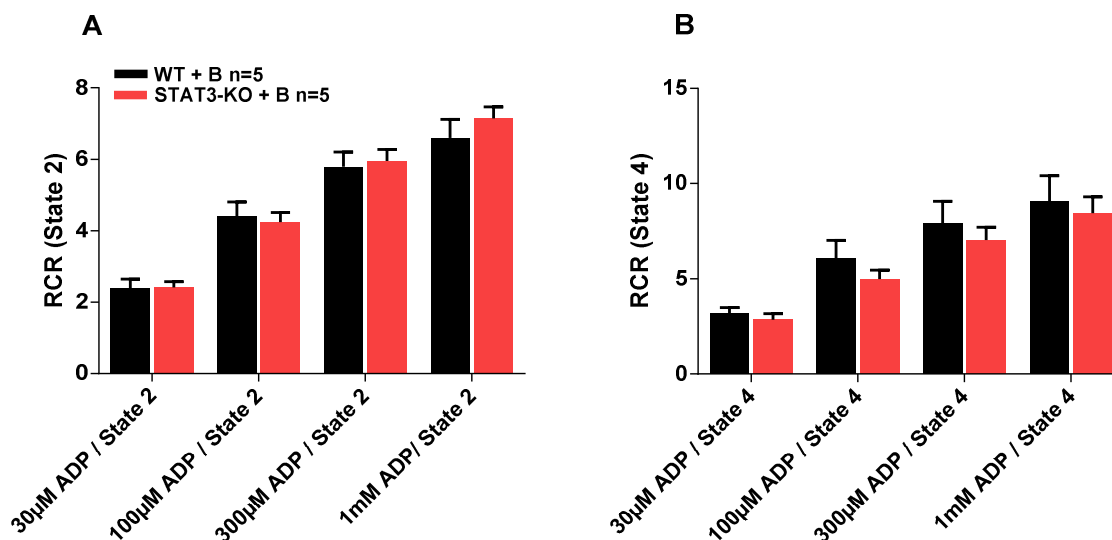 A
WT + B n=5
STAT3-KO + B n=5
RCR (State 2)
8
6
4
2
0
30µM ADP / State 2
100µM ADP / State 2
300µM ADP / State 2
1mM ADP/ State 2
B
RCR (State 4)
15
10
5
0
30µM ADP / State 4
100µM ADP / State 4
300µM ADP / State 4
1mM ADP / State 4